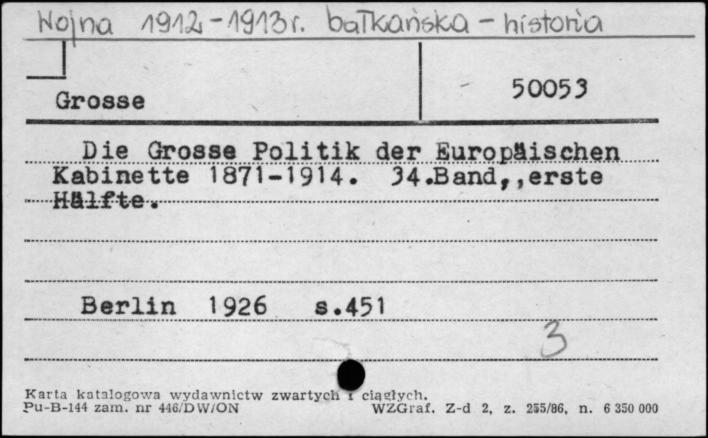 Wojna 1912-1913r. bałkańska - historia
Grosse
50053
Die Grosse Politik der Europäischen
Kabinette 1871-1914. 34.Band,,erste
Hälfte.
Berlin 1926 s.451
3
Karta katalogowa wydawnictw zwartych i ciągłych.
Pu-B-144 zam. nr 446/DW/ON
WZGraf. Z-d 2, z. 255/86, n. 6 350 000